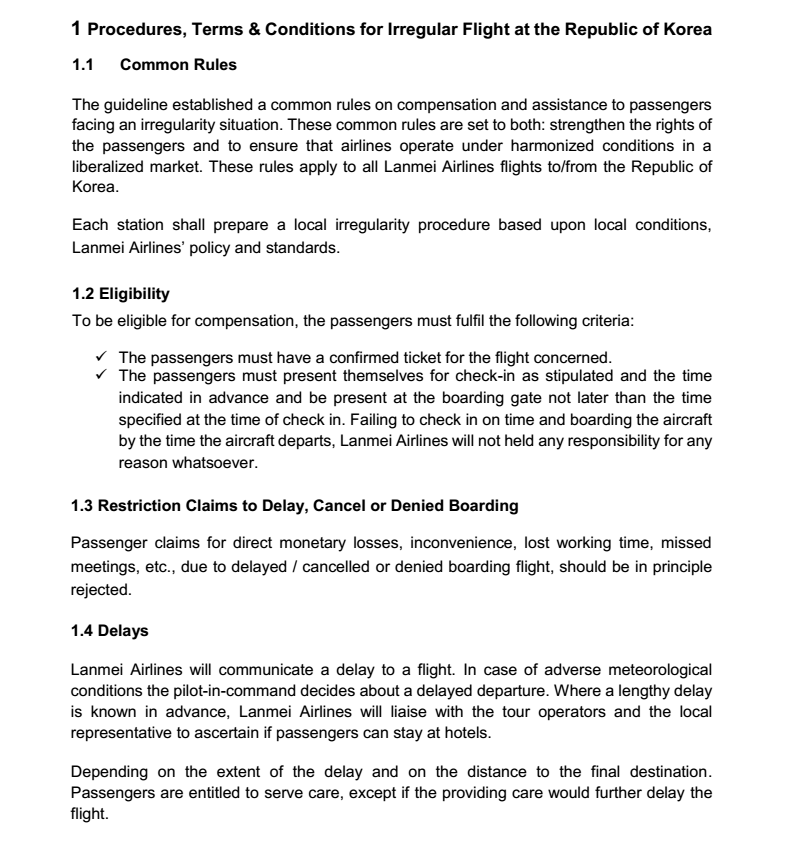 1 Procedures, Terms & Conditions for Irregular Flight at the Republic of Korea
1.1 Common Rules
The guideline established a common rules on compensation and assistance to passengers
facing an irregularity situation. These common rules are set to both: strengthen the rights of
the passengers and to ensure that airlines operate under harmonized conditions in a
liberalized market. These rules apply to all Lanmei Airlines flights to/from the Republic of
Korea.
Each station shall prepare a local irregularity procedure based upon local conditions,
Lanmei Airlines’ policy and standards.
1.2 Eligibility
To be eligible for compensation, the passengers must fulfil the following criteria:
✓ The passengers must have a confirmed ticket for the flight concerned.
✓ The passengers must present themselves for check-in as stipulated and the time
indicated in advance and be present at the boarding gate not later than the time
specified at the time of check in. Failing to check in on time and boarding the aircraft
by the time the aircraft departs, Lanmei Airlines will not held any responsibility for any
reason whatsoever.
1.3 Restriction Claims to Delay, Cancel or Denied Boarding
Passenger claims for direct monetary losses, inconvenience, lost working time, missed
meetings, etc., due to delayed / cancelled or denied boarding flight, should be in principle
rejected.
1.4 Delays
Lanmei Airlines will communicate a delay to a flight. In case of adverse meteorological
conditions the pilot-in-command decides about a delayed departure. Where a lengthy delay
is known in advance, Lanmei Airlines will liaise with the tour operators and the local
representative to ascertain if passengers can stay at hotels.
Depending on the extent of the delay and on the distance to the final destination.
Passengers are entitled to serve care, except if the providing care would further delay the
flight.